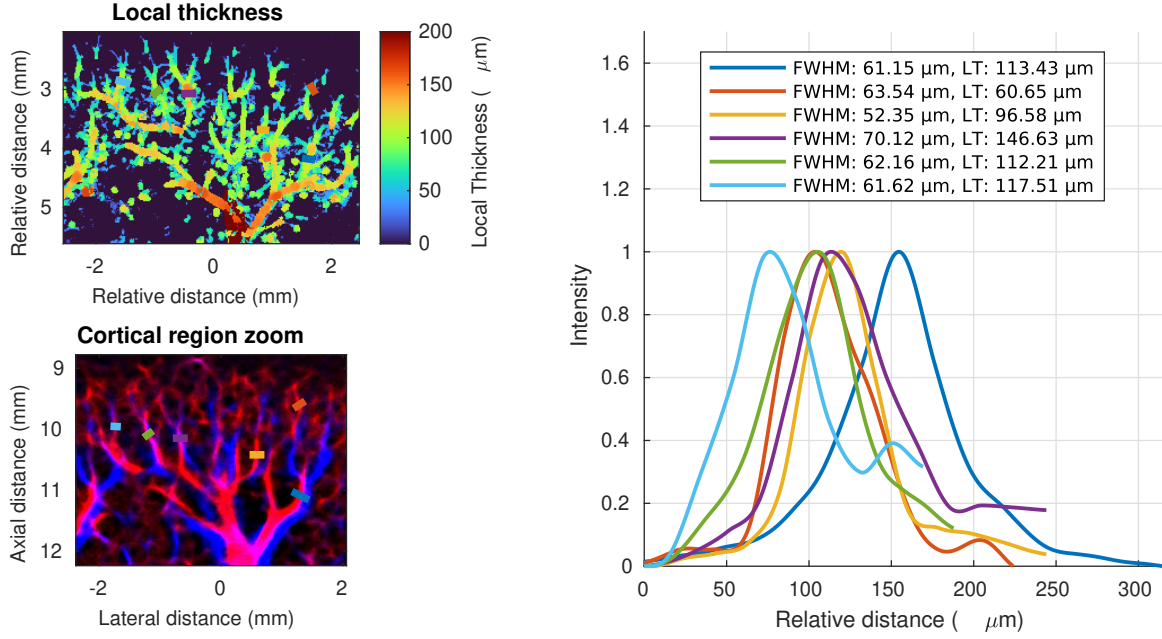 Local thickness
Relative distance (mm)
3
4
5
-2
0
2
Relative distance (mm)
200
150
100
50
0
Local Thickness ( μm)
Cortical region zoom
Axial distance (mm)
9
10
11
12
-2
0
2
Lateral distance (mm)
FWHM: 61.15 μm, LT: 113.43 μm
FWHM: 63.54 μm, LT: 60.65 μm
FWHM: 52.35 μm, LT: 96.58 μm
FWHM: 70.12 μm, LT: 146.63 μm
FWHM: 62.16 μm, LT: 112.21 μm
FWHM: 61.62 μm, LT: 117.51 μm
Intensity
1.6
1.4
1.2
1
0.8
0.6
0.4
0.2
0
0
50
100
150
200
250
300
Relative distance ( μm)